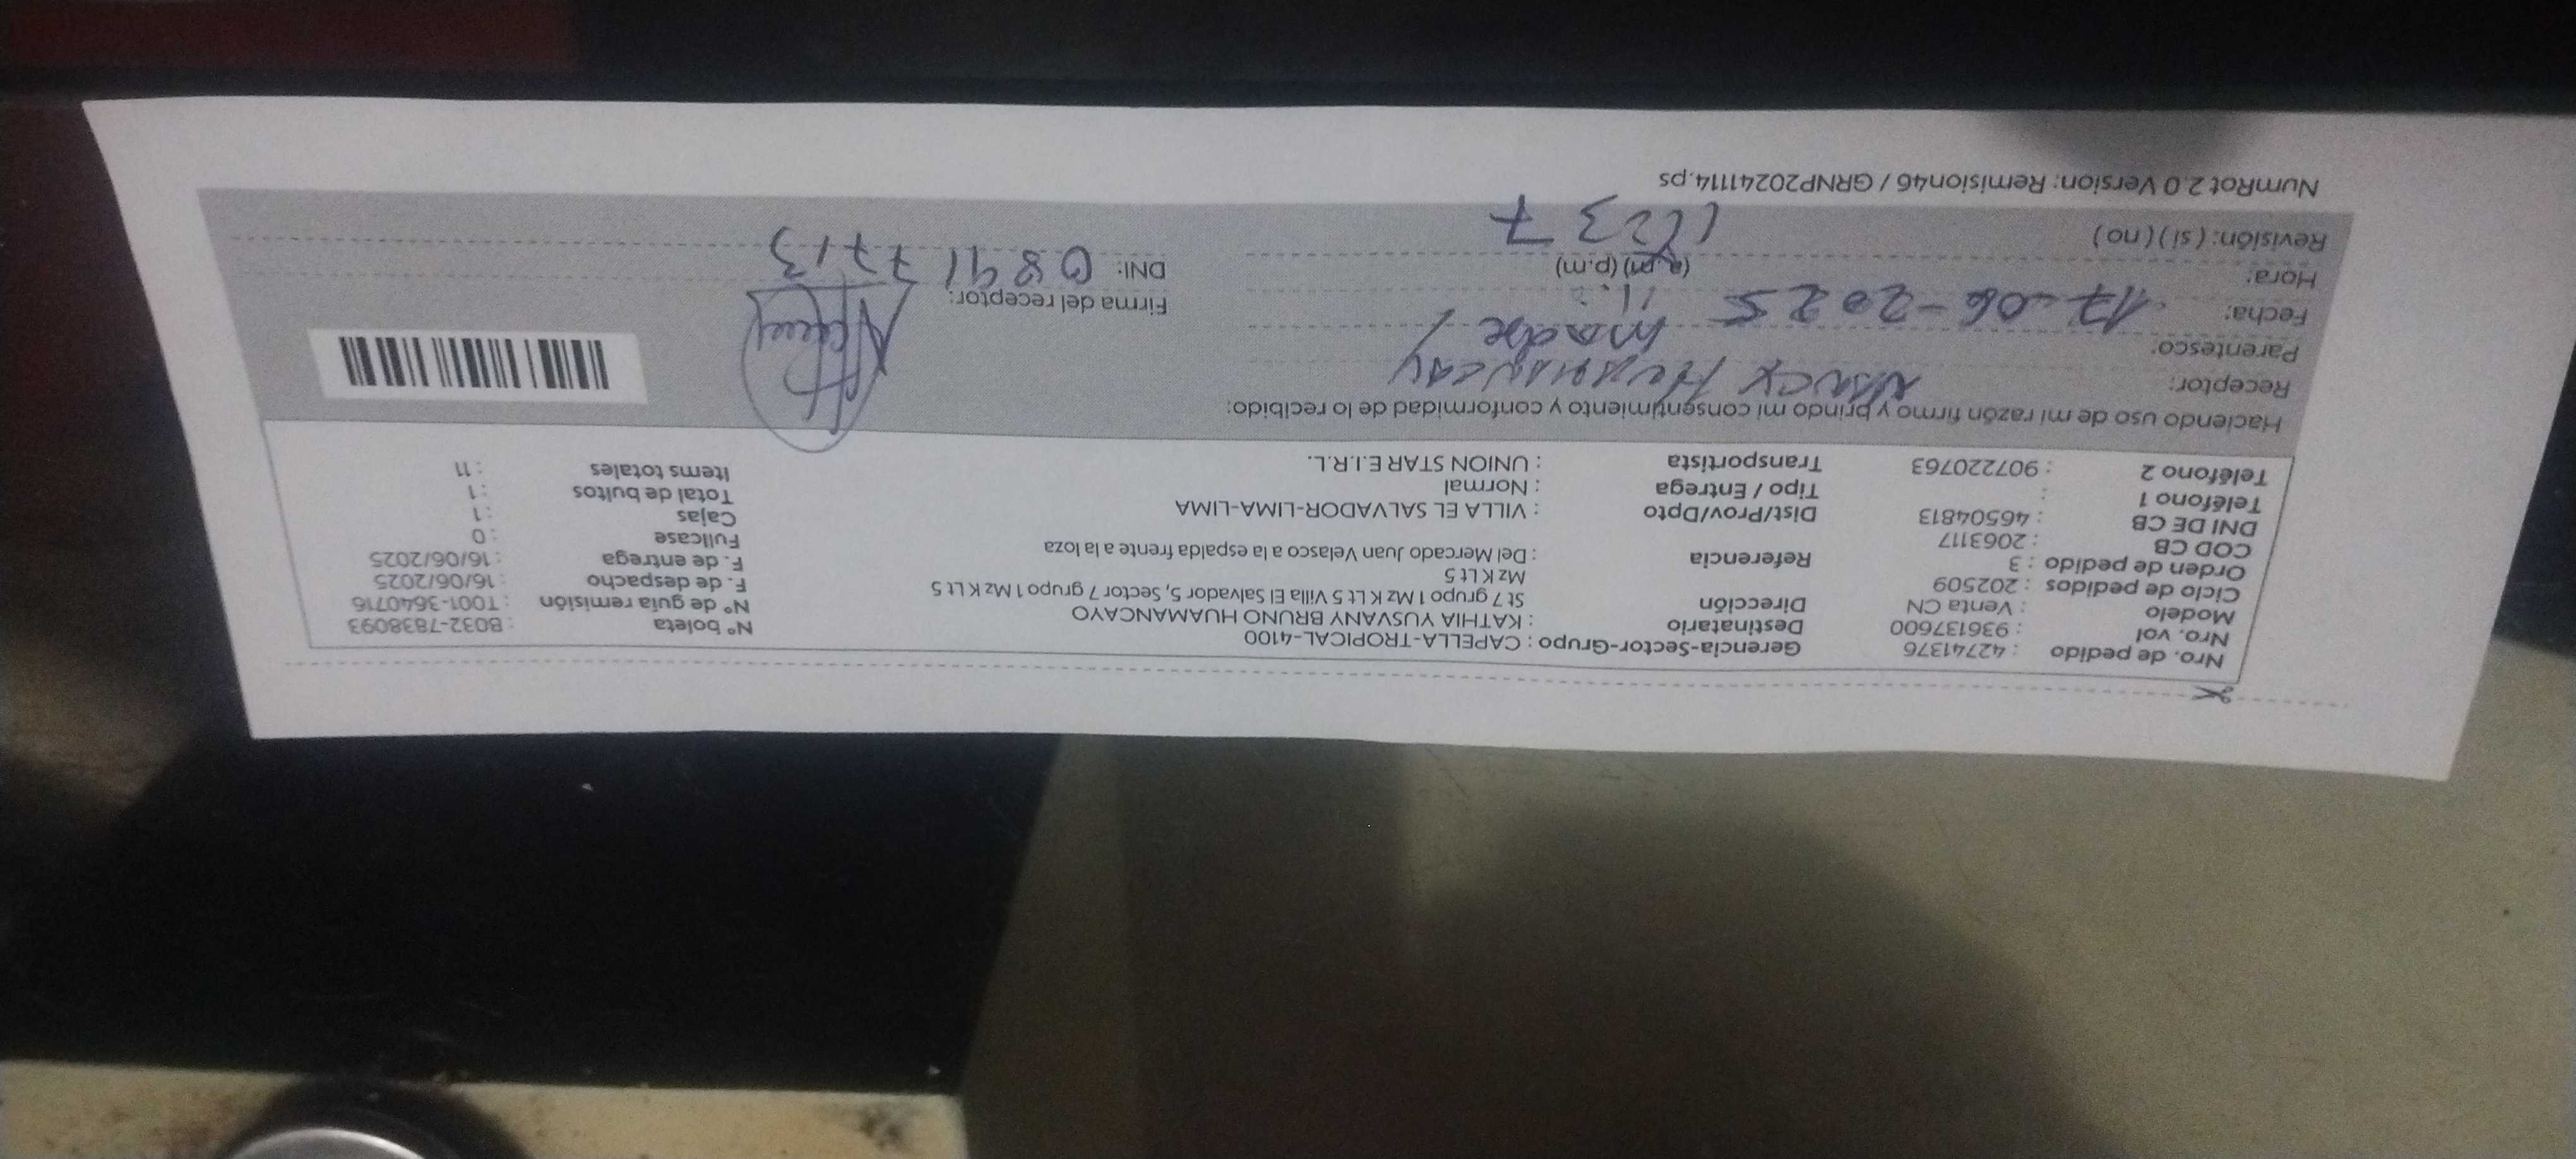 Nro. de pedido : 42741376 Gerencia-Sector-Grupo : CAPELLA-TROPICAL-4100 N° boleta : B032-7838093
Nro. vol : 936137600 Destinatario : KATHIA YUSVANY BRUNO HUAMANCAYO N° de guía remisión : T001-3640716
Modelo : Venta CN Dirección St 7 grupo 1 Mz K Lt 5 Villa El Salvador 5, Sector 7 grupo 1 Mz K Lt 5 F. de despacho : 16/06/2025
Ciclo de pedidos : 202509 Mz K Lt 5 F. de entrega : 16/06/2025
Orden de pedido : 3 Referencia : Del Mercado Juan Velasco a la espalda frente a la loza Fullcase : 0
COD CB : 2063117 Dist/Prov/Dpto : VILLA EL SALVADOR-LIMA-LIMA Cajas : 1
DNI DE CB : 46504813 Tipo / Entrega : Normal Total de bultos : 1
Teléfono 1 : Transportista : UNION STAR E.I.R.L. Items totales : 11
Teléfono 2 : 907220763
Haciendo uso de mi razón firmo y brindo mi consentimiento y conformidad de lo recibido:
Receptor: Nancy
Parentesco: madre
Fecha: 17-06-2025 Firma del receptor:
Hora: (a.m) (p.m) DNI: 08917713
Revisión: (si) (no)
NumRot 2.0 Version: Remision46 / GRNP20241114.ps